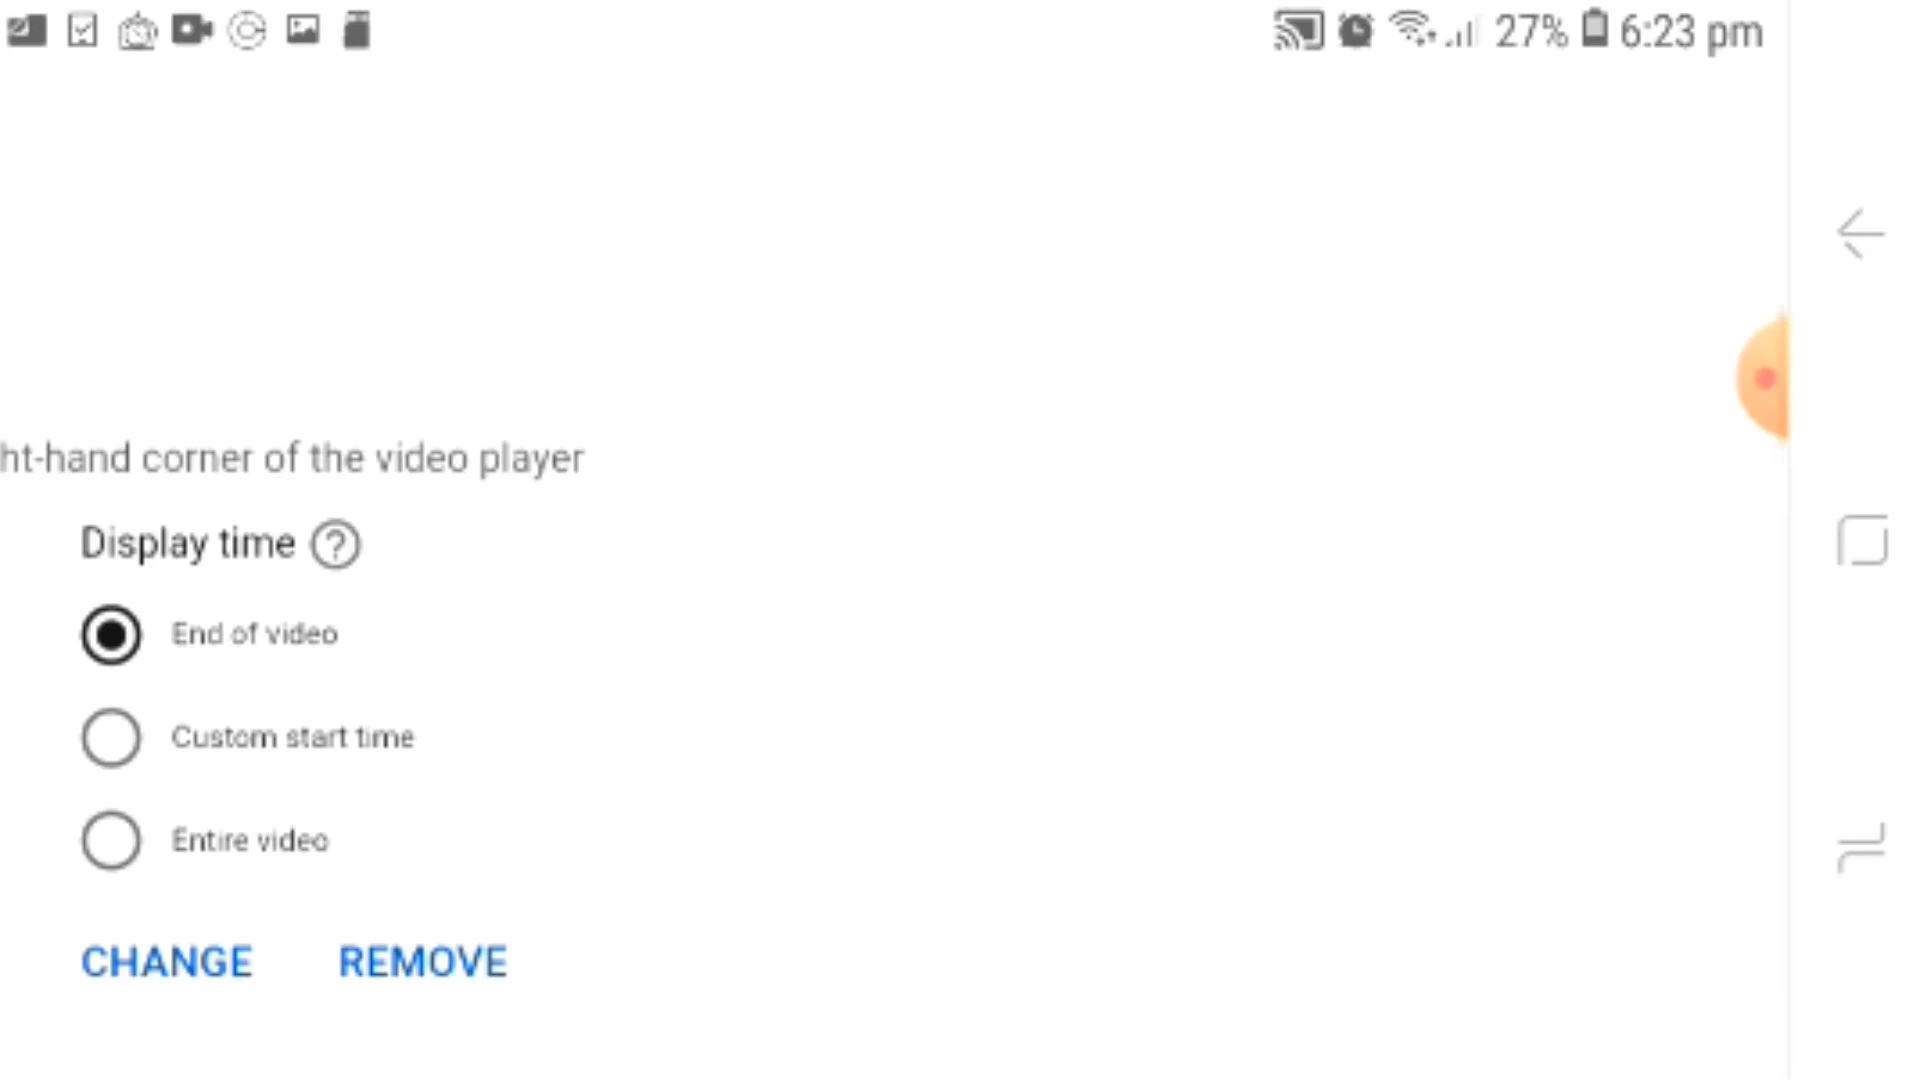 27% 6:23 pm
ht-hand corner of the video player
Display time ?
End of video
Custom start time
Entire video
CHANGE REMOVE